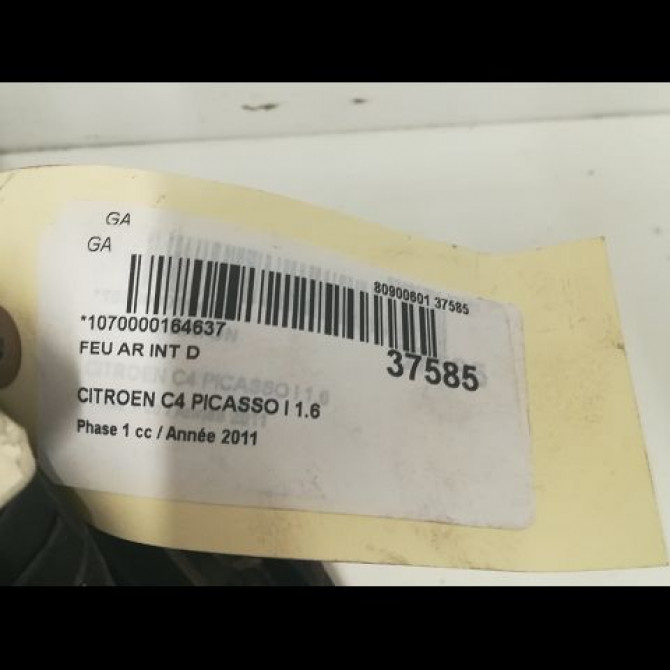 GA
GA
80900601 37585
*1070000164637
FEU AR INT D
37585
CITROEN C4 PICASSO I 1.6
Phase 1 cc / Année 2011